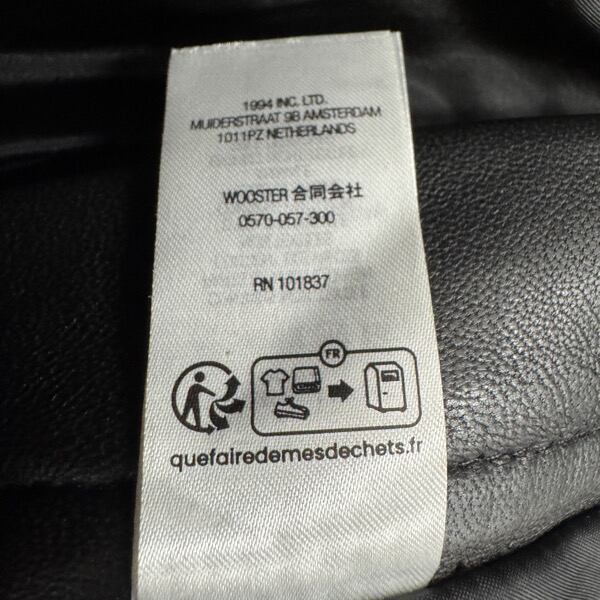 1994 INC. LTD.
MUIDERSTRAAT 9B AMSTERDAM
1011PZ NETHERLANDS
WOOSTER 合同会社
0570-057-300
RN 101837
FR
quefairedemesdechets.fr